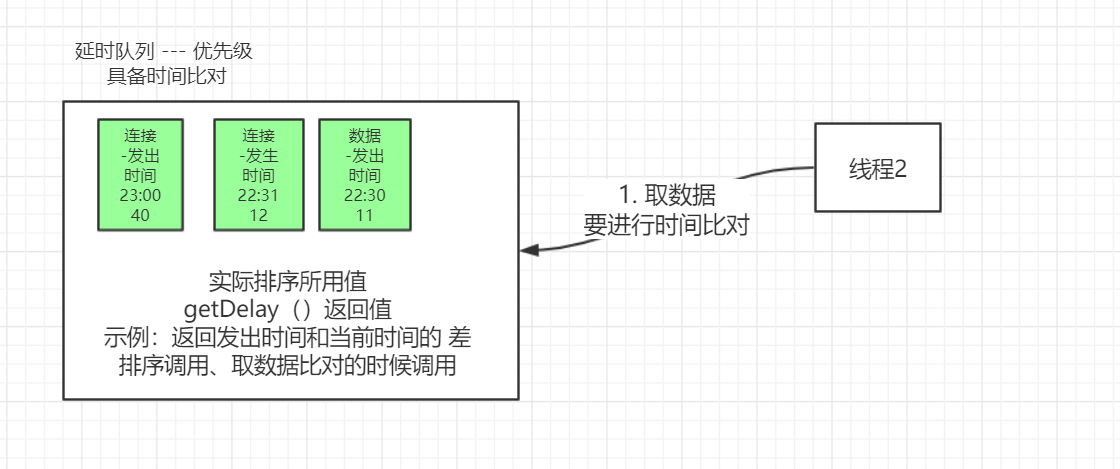 延时队列 --- 优先级
具备时间比对
连接
-发出
时间
23:00
40
连接
-发生
时间
22:31
12
数据
-发出
时间
22:30
11
实际排序所用值
getDelay（）返回值
示例：返回发出时间和当前时间的 差
排序调用、取数据比对的时候调用
1. 取数据
要进行时间比对
线程2